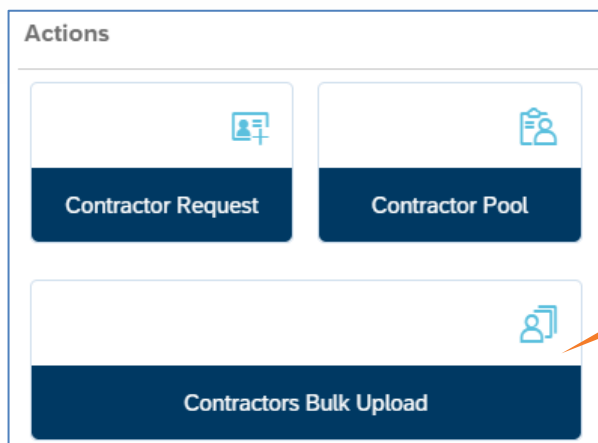 Actions
Contractor Request
Contractor Pool
Contractors Bulk Upload